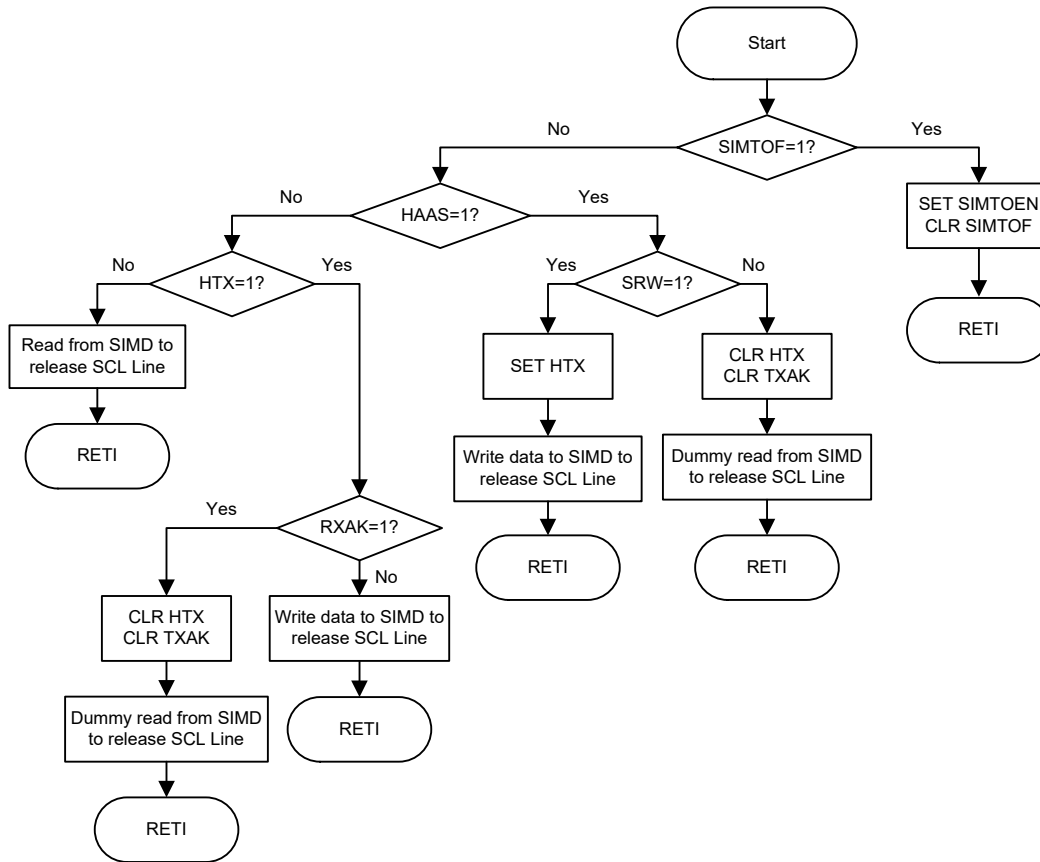 Start
No
Yes
SIMTOF=1?
No
HAAS=1?
Yes
SET SIMTOEN
CLR SIMTOF
No
HTX=1?
Yes
Yes
SRW=1?
No
RETI
Read from SIMD to
release SCL Line
SET HTX
CLR HTX
CLR TXAK
RETI
Write data to SIMD to
release SCL Line
Dummy read from SIMD
to release SCL Line
Yes
RXAK=1?
No
RETI
RETI
CLR HTX
CLR TXAK
Write data to SIMD to
release SCL Line
Dummy read from SIMD
to release SCL Line
RETI
RETI